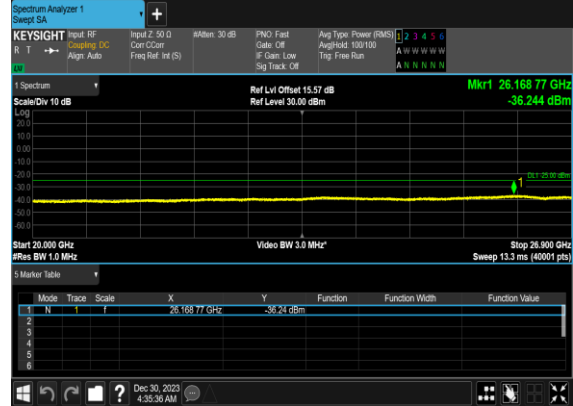 Spectrum Analyzer 1
Swept SA
+
KEYSIGHT Input: RF Input Z: 50 Ω #Atten: 30 dB PNO: Fast Avg Type: Power (RMS) 1 2 3 4 5 6
R T Coupling: DC Corr CCorr Gate: Off Avg|Hold: 100/100 A W W W W W
Align: Auto Freq Ref: Int (S) IF Gain: Low Trig: Free Run
Sig Track: Off A N N N N N
1 Spectrum Ref Lvl Offset 15.57 dB Mkr1 26.168 77 GHz
Scale/Div 10 dB Ref Level 30.00 dBm -36.244 dBm
Log
20.0
10.0
0.00
-10.0
-20.0 DL1 -25.00 dBm
-30.0 1
-40.0
-50.0
-60.0
Start 20.000 GHz Video BW 3.0 MHz* Stop 26.900 GHz
#Res BW 1.0 MHz Sweep 13.3 ms (40001 pts)
5 Marker Table
Mode Trace Scale X Y Function Function Width Function Value
1 N 1 f 26.168 77 GHz -36.24 dBm
2
3
4
5
6
? Dec 30, 2023
4:35:36 AM